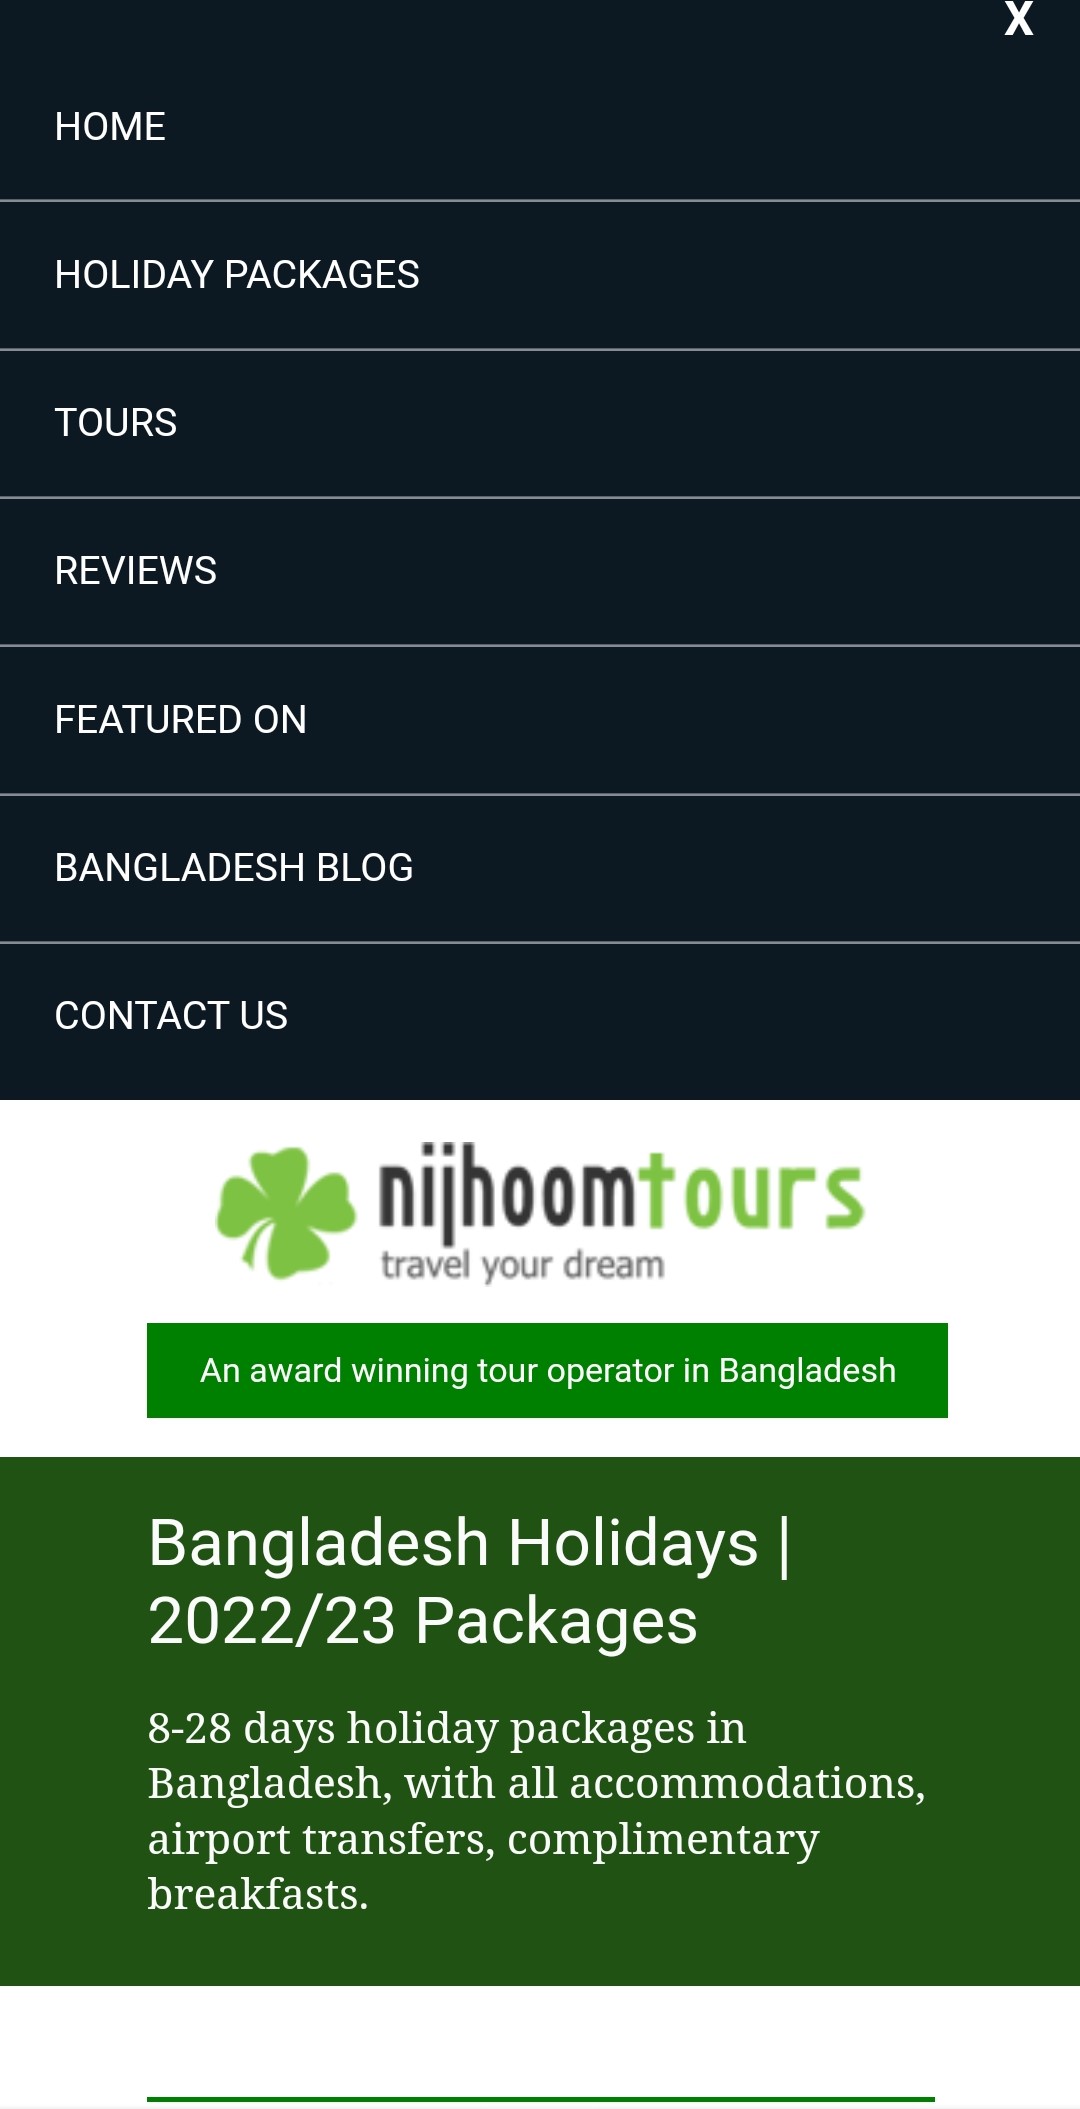 X
HOME
HOLIDAY PACKAGES
TOURS
REVIEWS
FEATURED ON
BANGLADESH BLOG
CONTACT US
nijhoomtours
travel your dream
An award winning tour operator in Bangladesh
Bangladesh Holidays |
2022/23 Packages
8-28 days holiday packages in
Bangladesh, with all accommodations,
airport transfers, complimentary
breakfasts.